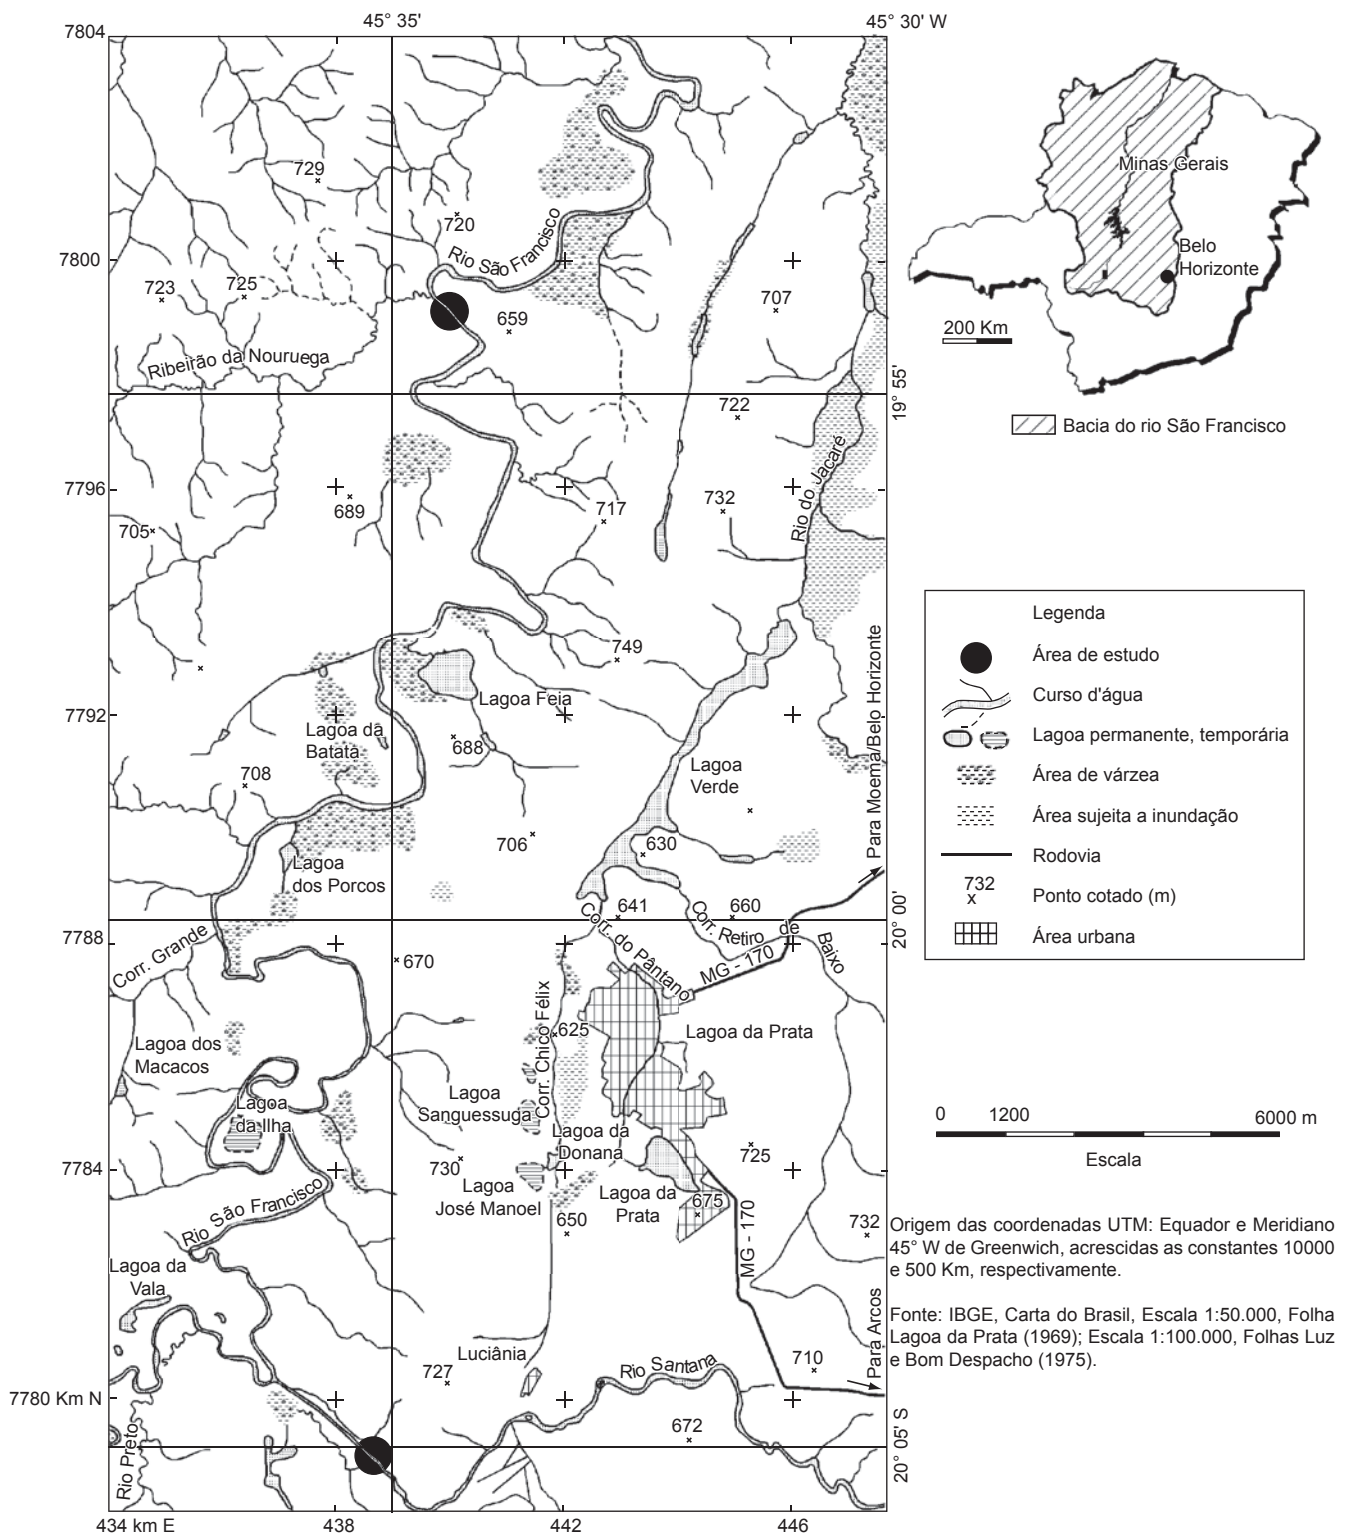 45° 35'
45° 30' W
7804
729
720
Rio São Francisco
7800
723
725
659
707
Ribeirão da Nouruega
19° 55'
722
Rio do Jacaré
7796
689
717
732
705
749
Lagoa Feia
7792
Lagoa da
Batata
688
Lagoa
Verde
708
Para Moema/Belo Horizonte
706
630
Lagoa
dos Porcos
641
660
20° 00'
Corr. Retiro de Baixo
Corr. do Pântano
MG - 170
7788
Corr. Grande
670
Corr. Chico Félix
625
Lagoa da Prata
Lagoa dos
Macacos
Lagoa
Sanguessuga
Lagoa
da Ilha
Lagoa da
Donana
725
7784
730
Lagoa
José Manoel
Lagoa da
Prata
675
Rio São Francisco
650
732
MG - 170
Lagoa da
Vala
Luciânia
Rio Santana
710
Para Arcos
727
7780 Km N
672
20° 05' S
Rio Preto
434 km E
438
442
446
Minas Gerais
Belo
Horizonte
200 Km
Bacia do rio São Francisco
Legenda
Área de estudo
Curso d'água
Lagoa permanente, temporária
Área de várzea
Área sujeita a inundação
Rodovia
732
x
Ponto cotado (m)
Área urbana
0 1200 6000 m
Escala
Origem das coordenadas UTM: Equador e Meridiano
45° W de Greenwich, acrescidas as constantes 10000
e 500 Km, respectivamente.
Fonte: IBGE, Carta do Brasil, Escala 1:50.000, Folha
Lagoa da Prata (1969); Escala 1:100.000, Folhas Luz
e Bom Despacho (1975).